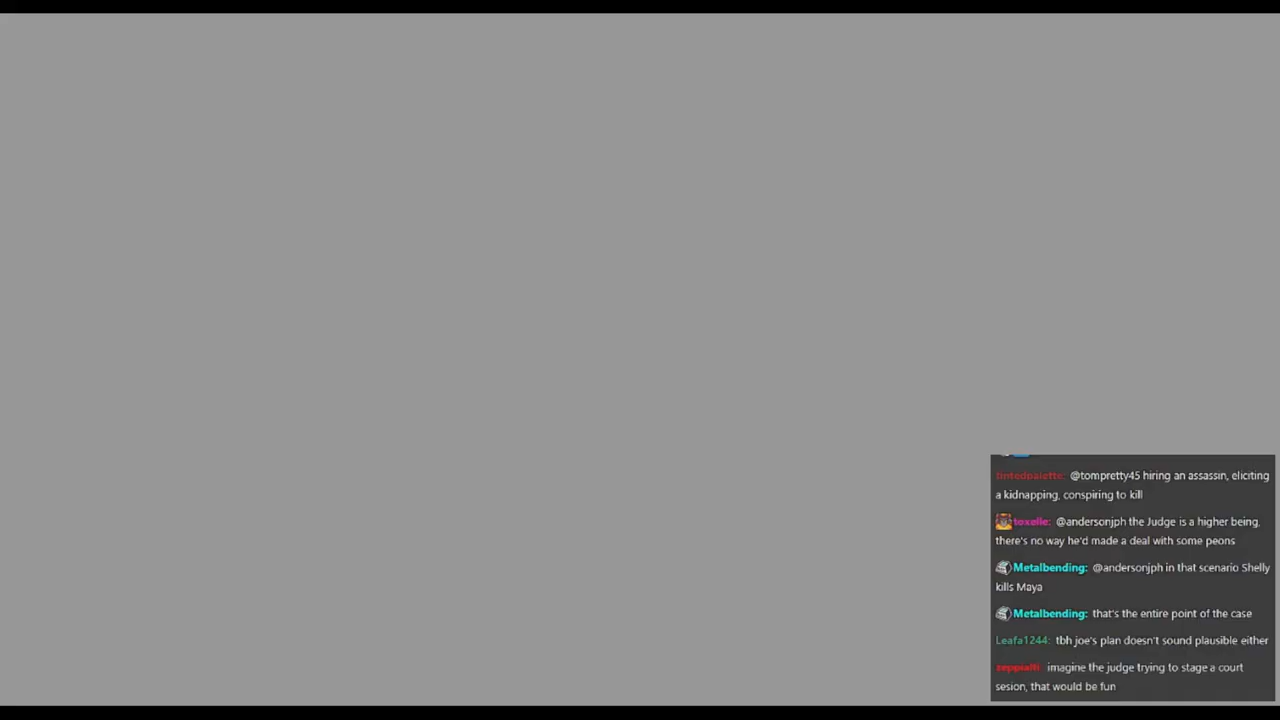 tintedpalette: @tompretty45 hiring an assassin, eliciting
a kidnapping, conspiring to kill
toxelle: @andersonjph the Judge is a higher being,
there's no way he'd made a deal with some peons
Metalbending: @andersonjph in that scenario Shelly
kills Maya
Metalbending: that's the entire point of the case
Leafa1244: tbh joe's plan doesn't sound plausible either
zeppialfi: imagine the judge trying to stage a court
sesion, that would be fun